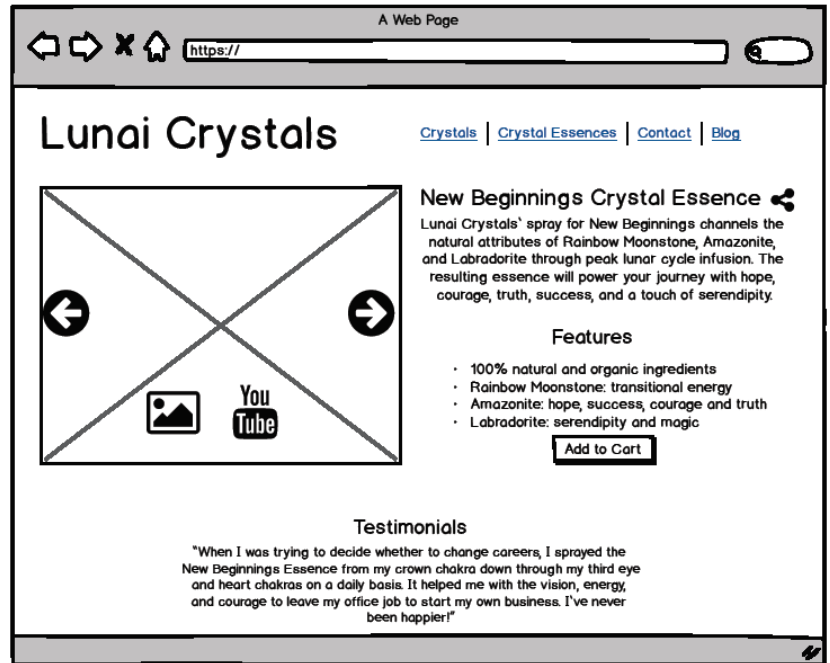 A Web Page
https://
Lunai Crystals
Crystals | Crystal Essences | Contact | Blog
New Beginnings Crystal Essence
Lunai Crystals' spray for New Beginnings channels the
natural attributes of Rainbow Moonstone, Amazonite,
and Labradorite through peak lunar cycle infusion. The
resulting essence will power your journey with hope,
courage, truth, success, and a touch of serendipity.
Features
· 100% natural and organic ingredients
· Rainbow Moonstone: transitional energy
· Amazonite: hope, success, courage and truth
· Labradorite: serendipity and magic
Add to Cart
You
Tube
Testimonials
"When I was trying to decide whether to change careers, I sprayed the
New Beginnings Essence from my crown chakra down through my third eye
and heart chakras on a daily basis. It helped me with the vision, energy,
and courage to leave my office job to start my own business. I've never
been happier!"